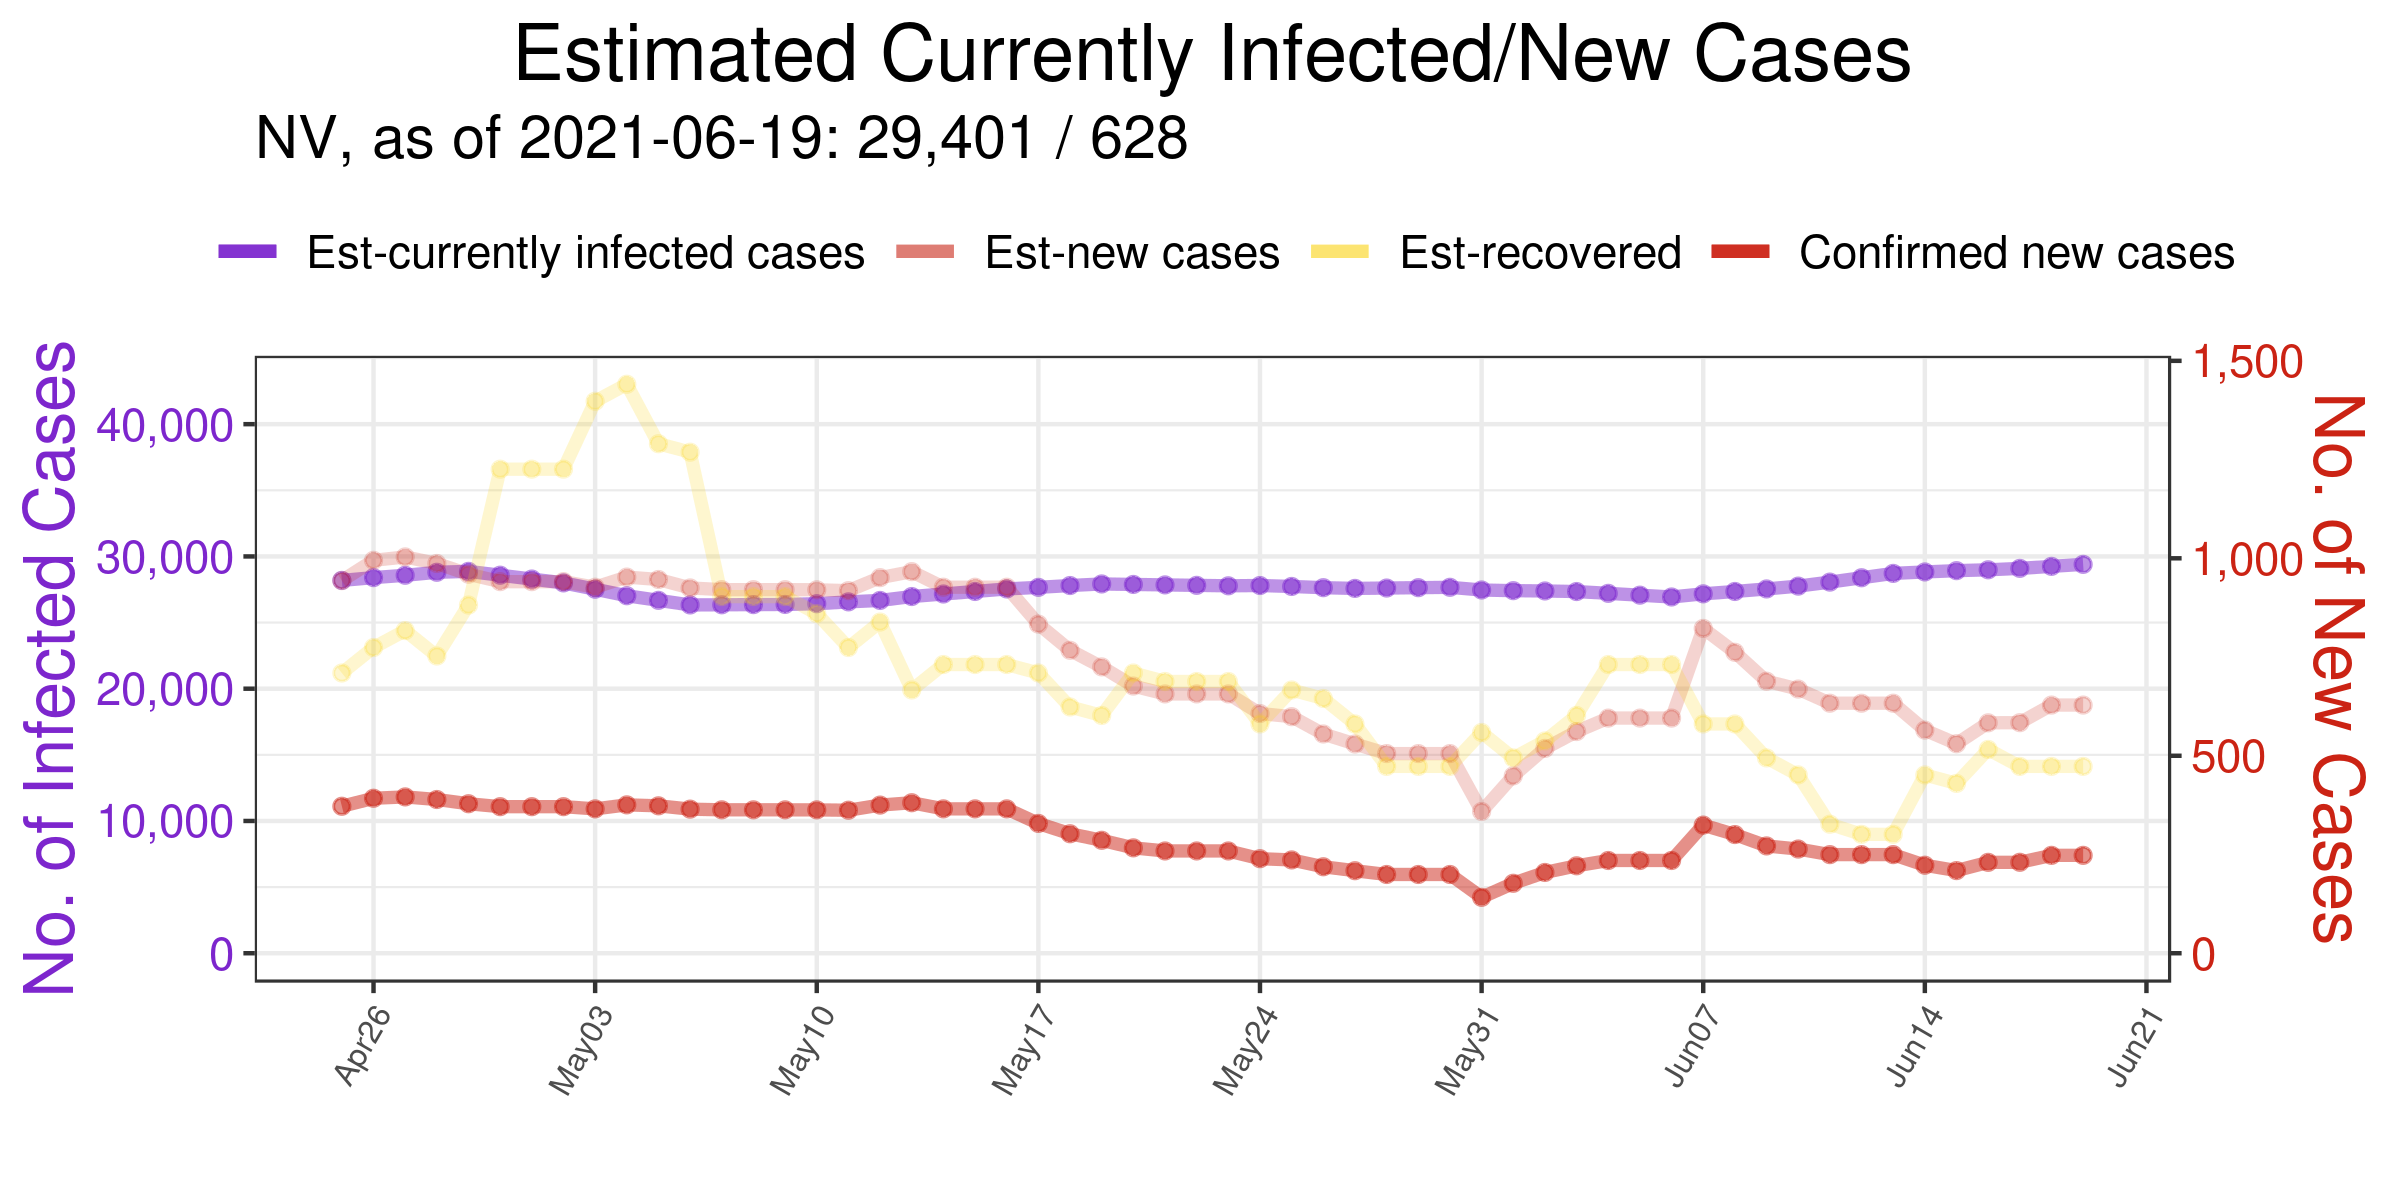 Estimated Currently Infected/New Cases
NV, as of 2021-06-19: 29,401 / 628
Est-currently infected cases
Est-new cases
Est-recovered
Confirmed new cases
No. of Infected Cases
40,000
30,000
20,000
10,000
0
1,500
1,000
500
0
No. of New Cases
Apr26
May03
May10
May17
May24
May31
Jun07
Jun14
Jun21